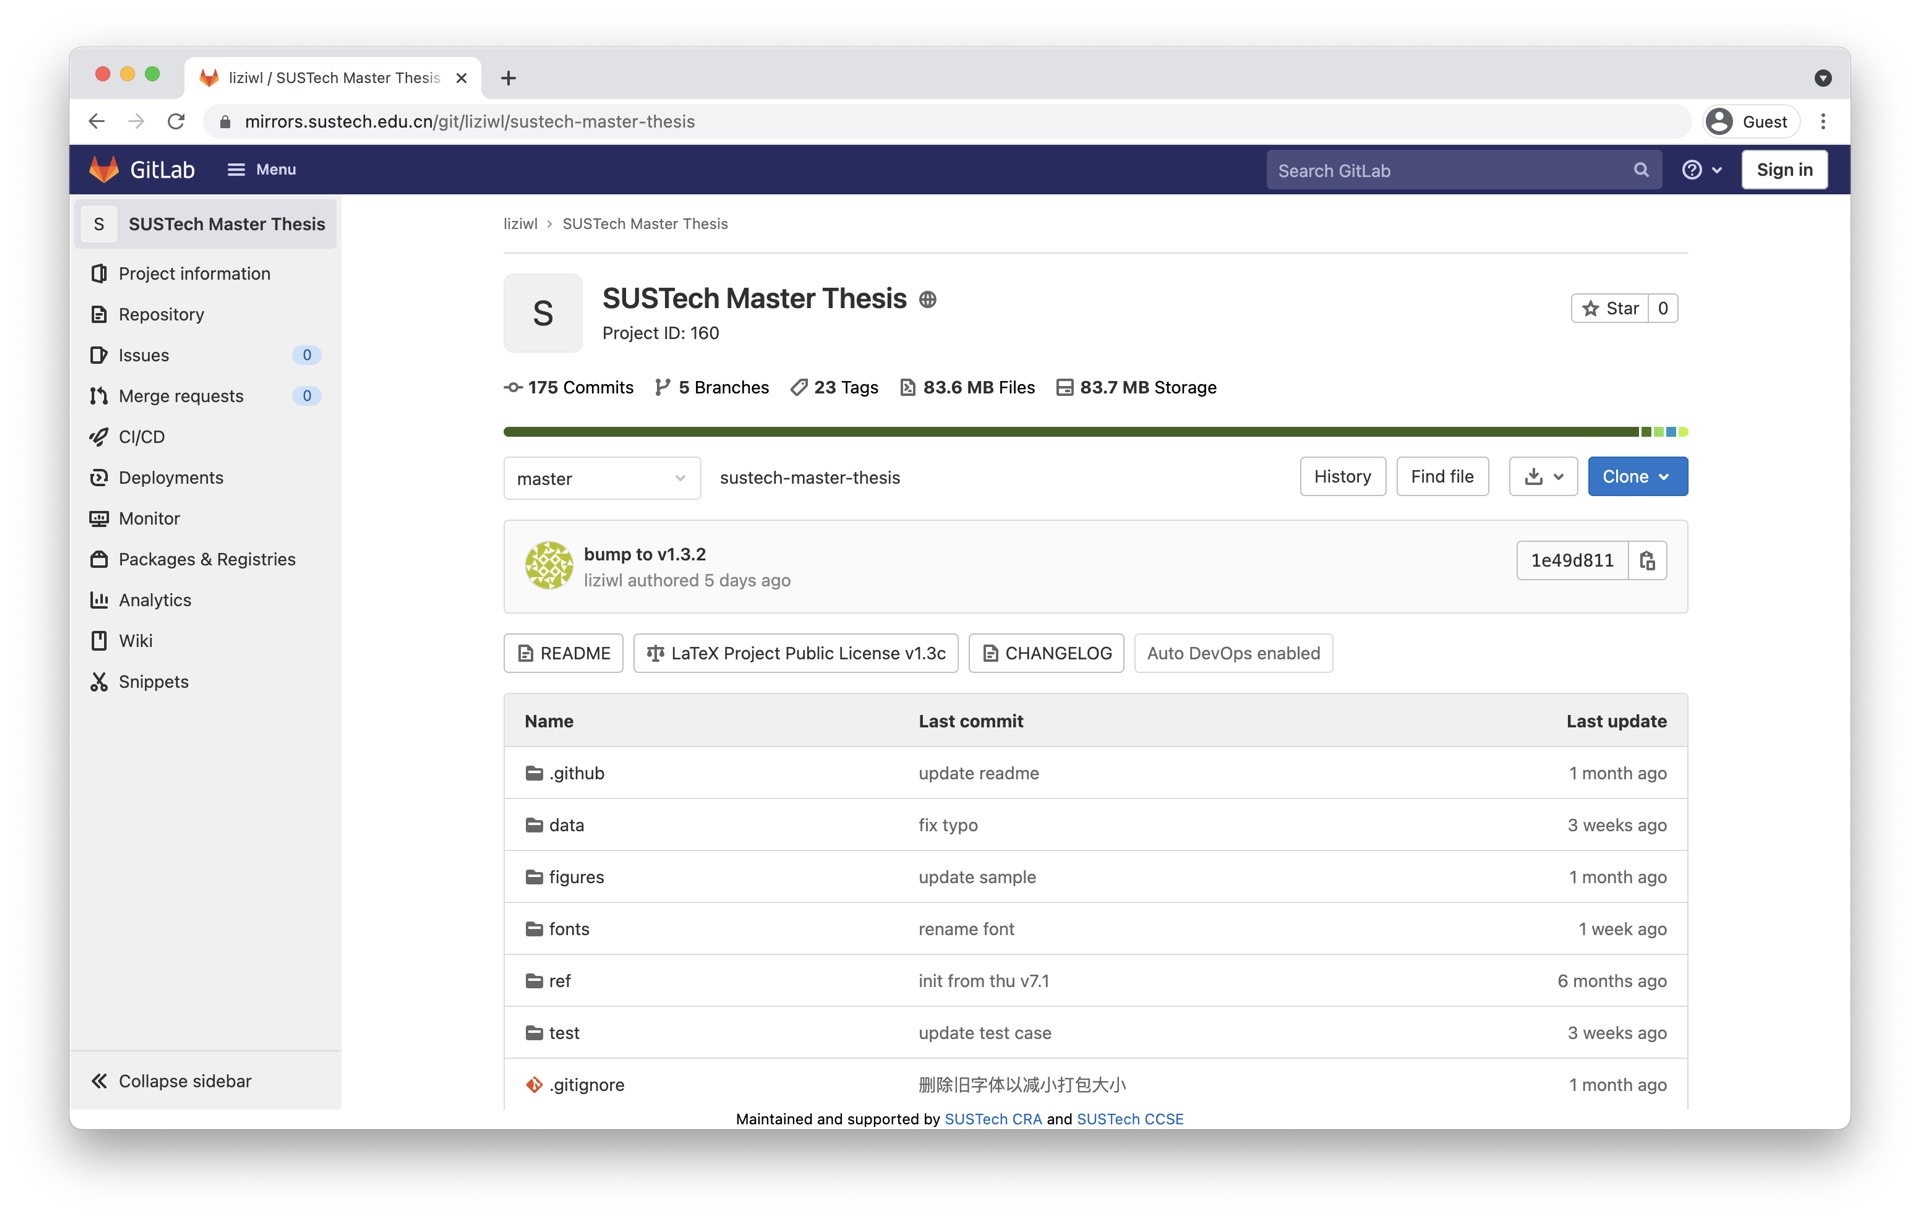 liziwl / SUSTech Master Thesis
mirrors.sustech.edu.cn/git/liziwl/sustech-master-thesis
Guest
GitLab
Menu
Search GitLab
Sign in
S SUSTech Master Thesis
Project information
Repository
Issues 0
Merge requests 0
CI/CD
Deployments
Monitor
Packages & Registries
Analytics
Wiki
Snippets
Collapse sidebar
liziwl › SUSTech Master Thesis
S
SUSTech Master Thesis
Project ID: 160
Star 0
175 Commits 5 Branches 23 Tags 83.6 MB Files 83.7 MB Storage
master sustech-master-thesis History Find file Clone
bump to v1.3.2
liziwl authored 5 days ago
1e49d811
README LaTeX Project Public License v1.3c CHANGELOG Auto DevOps enabled
Name Last commit Last update
.github update readme 1 month ago
data fix typo 3 weeks ago
figures update sample 1 month ago
fonts rename font 1 week ago
ref init from thu v7.1 6 months ago
test update test case 3 weeks ago
.gitignore 删除旧字体以减小打包大小 1 month ago
Maintained and supported by SUSTech CRA and SUSTech CCSE